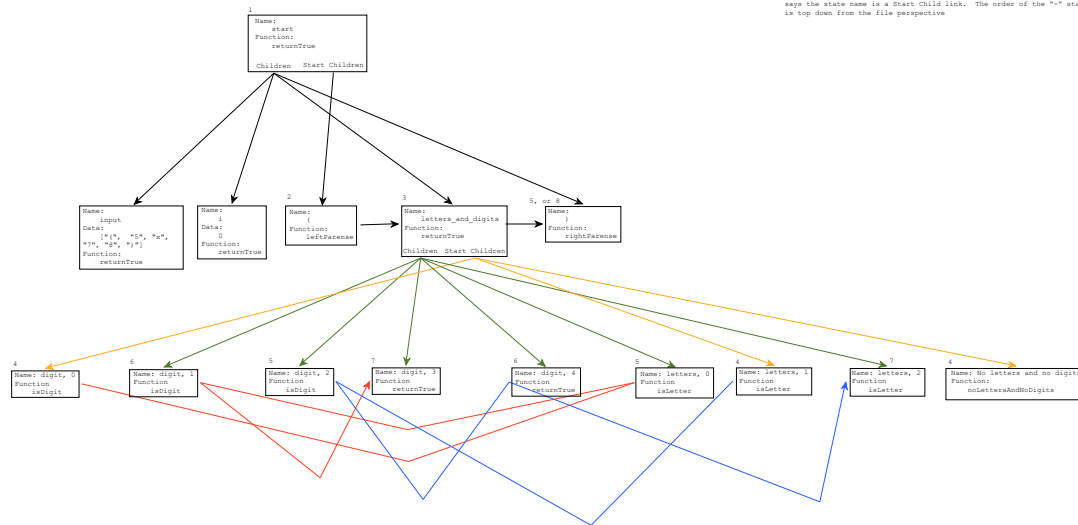 says the state name is a Start Child link.  The order of the "-" sta
is top down from the file perspective
1
Name:
start
Function:
returnTrue
Children Start Children
Name:
input
Data:
["(", "5", "x",
"7", "8", ")"]
Function:
returnTrue
Name:
i
Data:
0
Function:
returnTrue
2
Name:
(
Function:
leftParense
3
Name:
letters_and_digits
Function:
returnTrue
Children Start Children
5, or 8
Name:
)
Function:
rightParense
4
Name: digit, 0
Function
isDigit
6
Name: digit, 1
Function
isDigit
5
Name: digit, 2
Function
isDigit
7
Name: digit, 3
Function
returnTrue
6
Name: digit, 4
Function
returnTrue
5
Name: letters, 0
Function
isLetter
4
Name: letters, 1
Function
isLetter
7
Name: letters, 2
Function
isLetter
4
Name: No letters and no digits
Function:
noLettersAndNoDigits